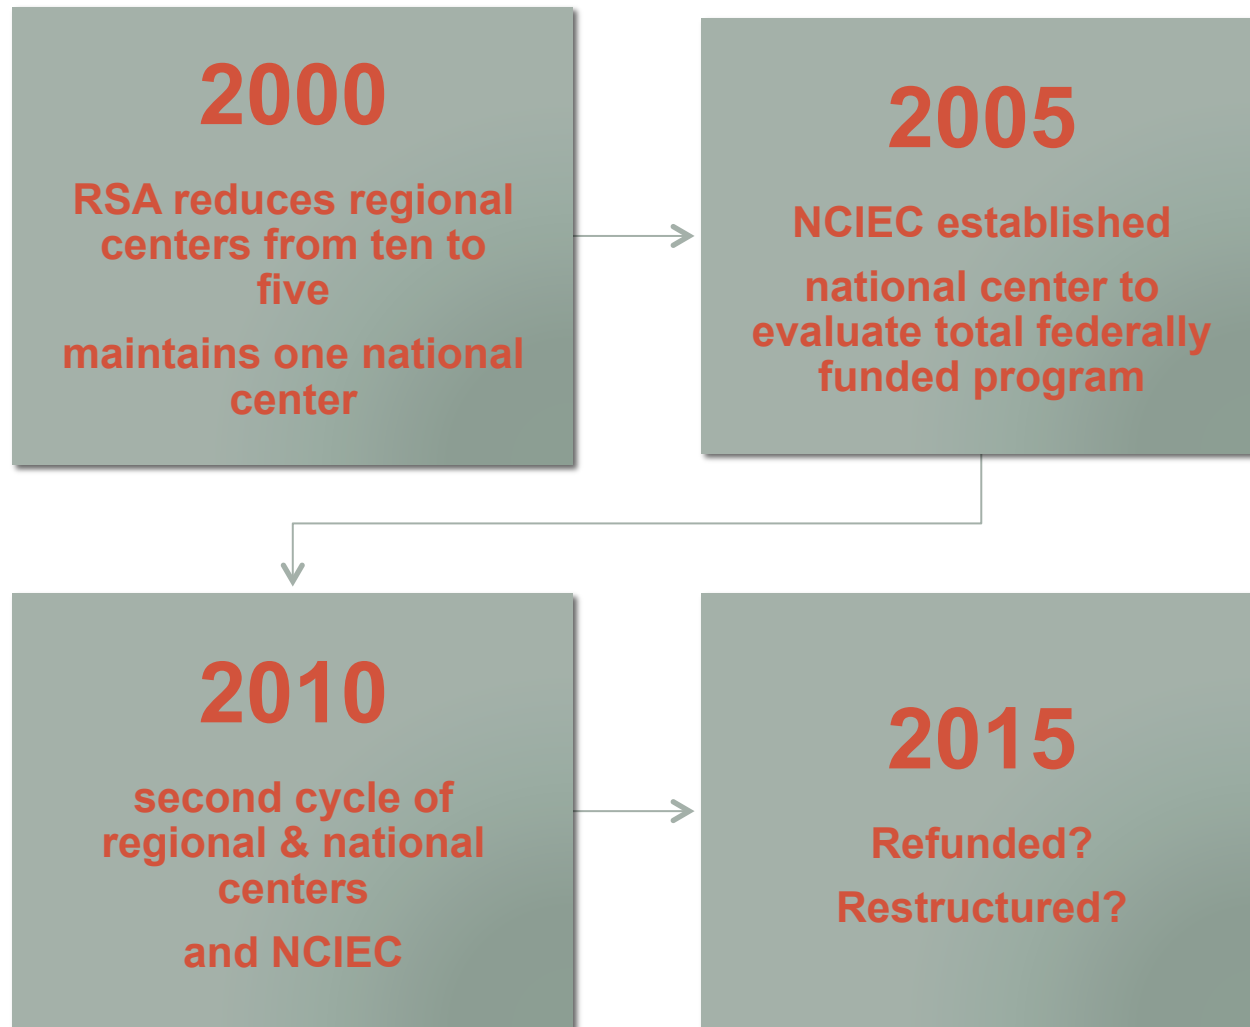 2000
RSA reduces regional
centers from ten to
five
maintains one national
center
2005
NCIEC established
national center to
evaluate total federally
funded program
2010
second cycle of
regional & national
centers
and NCIEC
2015
Refunded?
Restructured?